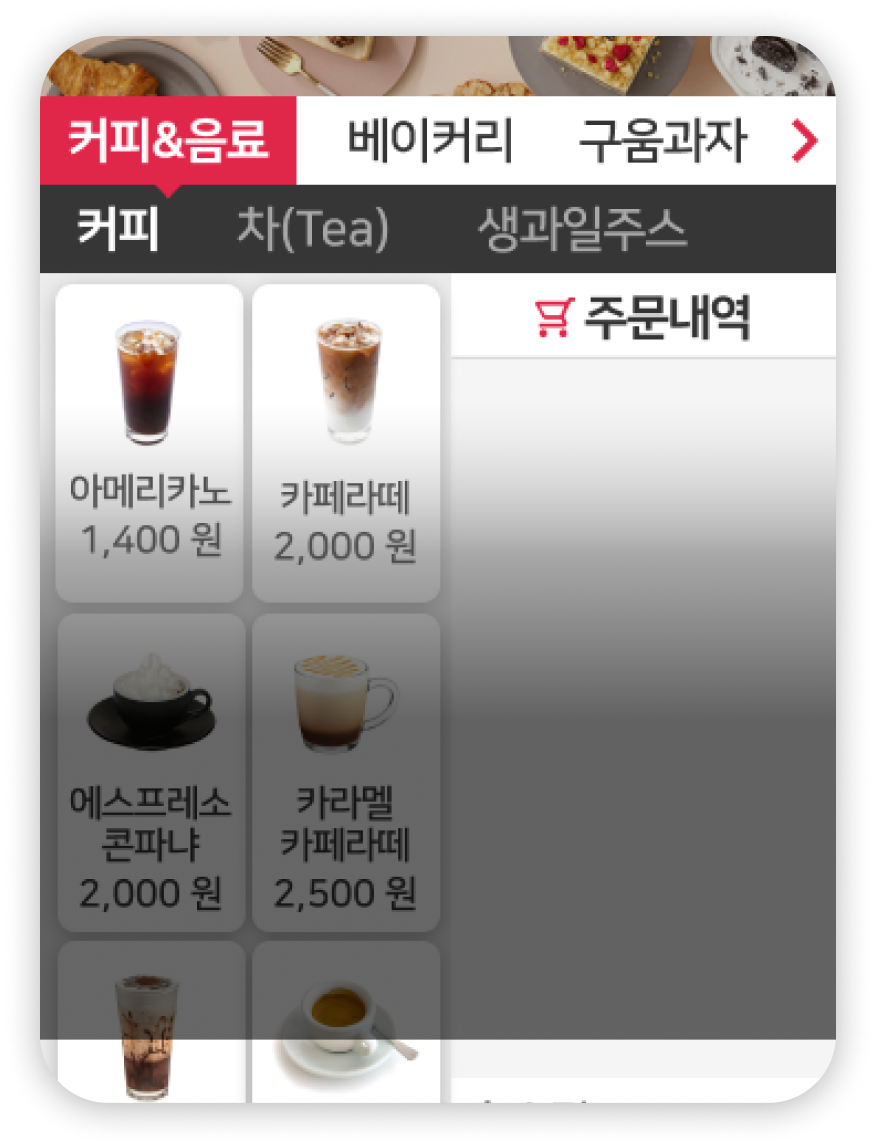 커피&음료 베이커리 구움과자
커피 차(Tea) 생과일주스
주문내역
아메리카노
1,400 원
카페라떼
2,000 원
에스프레소
콘파냐
2,000 원
카라멜
카페라떼
2,500 원